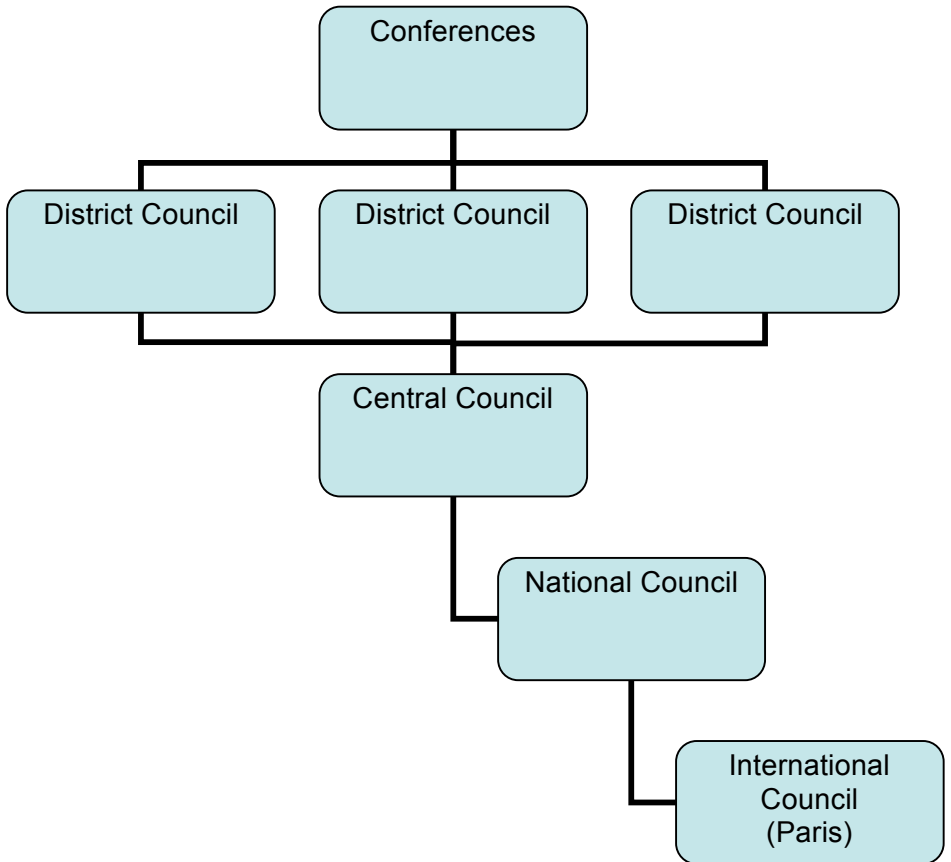 Conferences
District Council
District Council
District Council
Central Council
National Council
International
Council
(Paris)